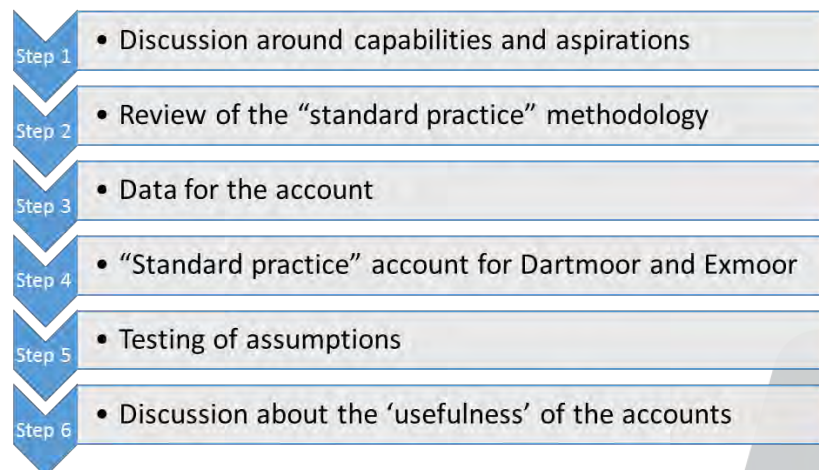 Step 1 • Discussion around capabilities and aspirations
Step 2 • Review of the “standard practice” methodology
Step 3 • Data for the account
Step 4 • “Standard practice” account for Dartmoor and Exmoor
Step 5 • Testing of assumptions
Step 6 • Discussion about the ‘usefulness’ of the accounts